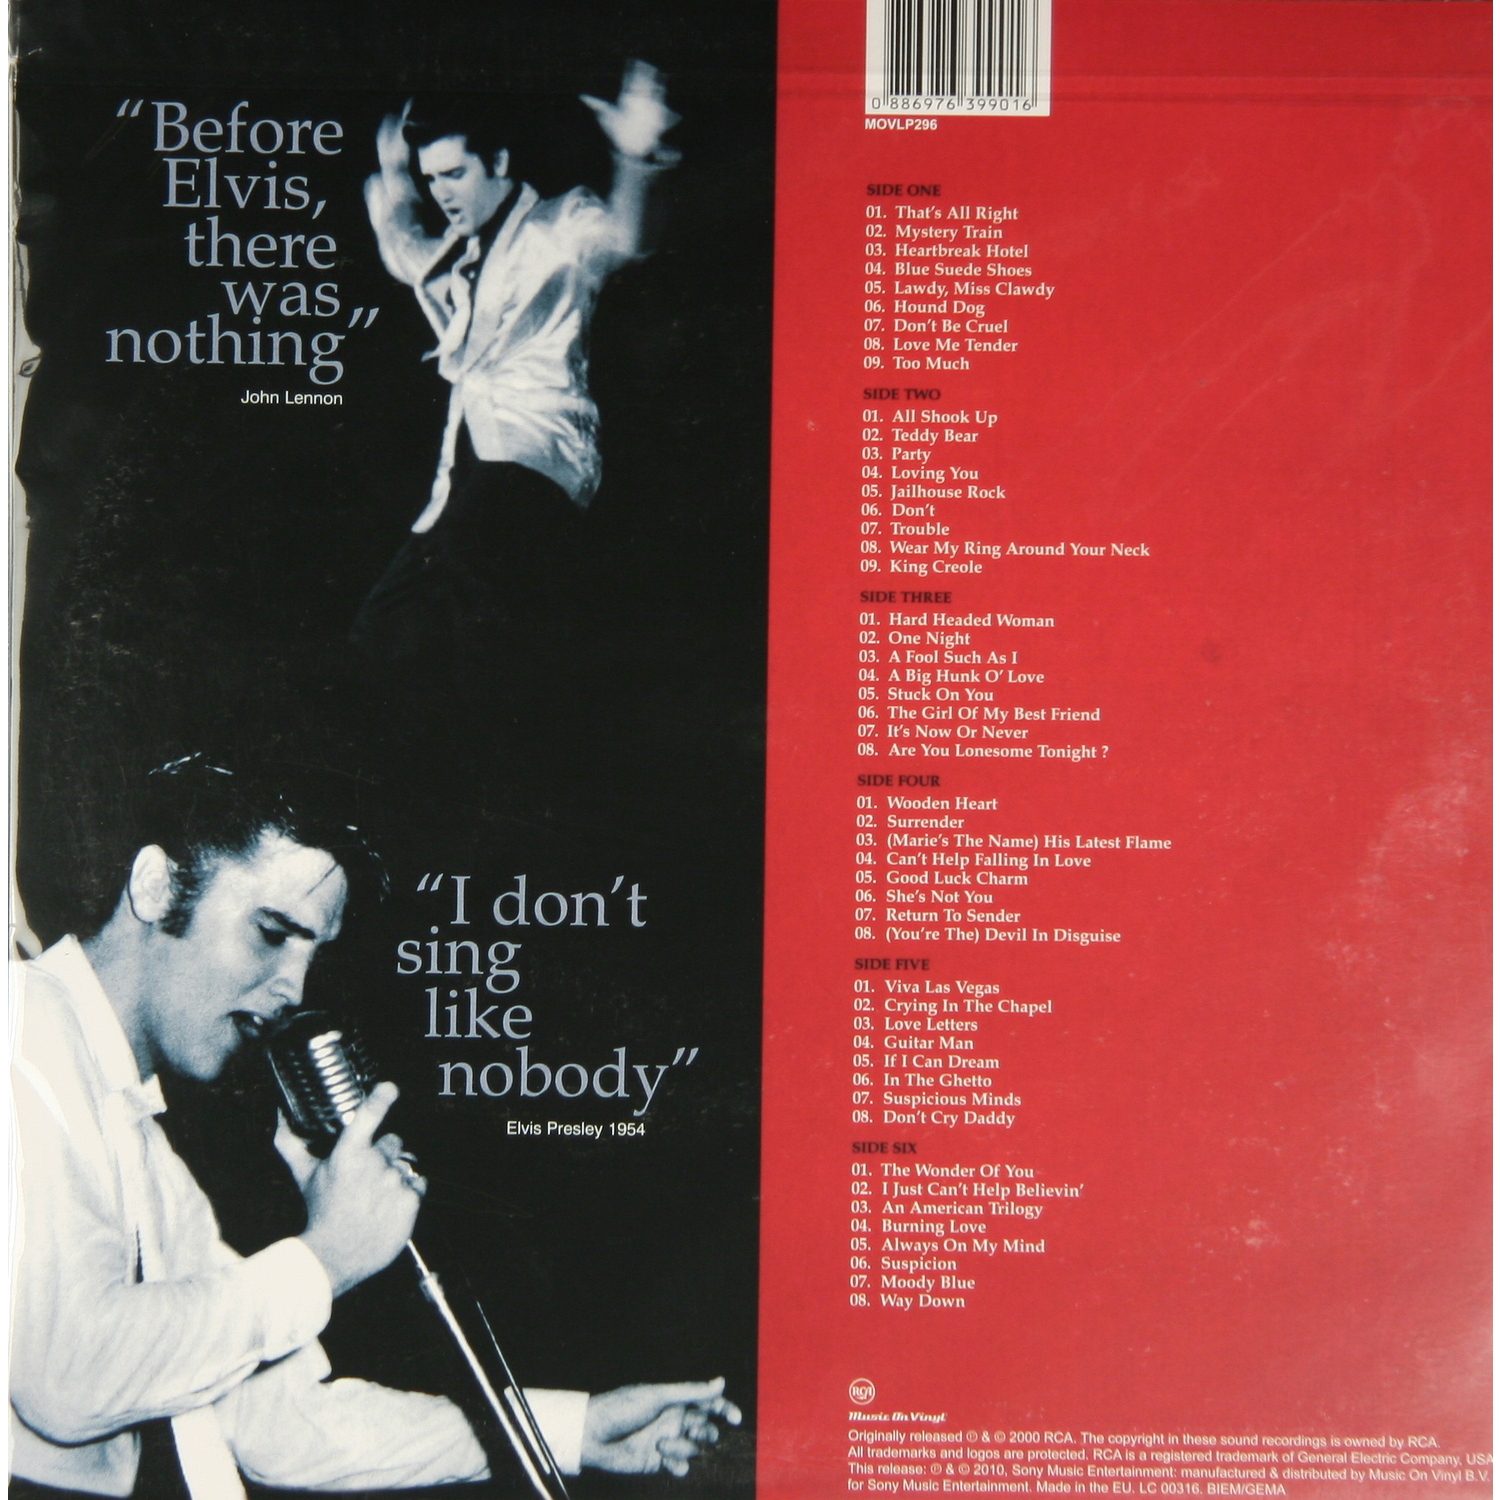 “Before
Elvis,
there
was
nothing”
John Lennon
“I don’t
sing
like
nobody”
Elvis Presley 1954
0 886976 399016
MOVLP296
SIDE ONE
01. That’s All Right
02. Mystery Train
03. Heartbreak Hotel
04. Blue Suede Shoes
05. Lawdy, Miss Clawdy
06. Hound Dog
07. Don’t Be Cruel
08. Love Me Tender
09. Too Much
SIDE TWO
01. All Shook Up
02. Teddy Bear
03. Party
04. Loving You
05. Jailhouse Rock
06. Don’t
07. Trouble
08. Wear My Ring Around Your Neck
09. King Creole
SIDE THREE
01. Hard Headed Woman
02. One Night
03. A Fool Such As I
04. A Big Hunk O’ Love
05. Stuck On You
06. The Girl Of My Best Friend
07. It’s Now Or Never
08. Are You Lonesome Tonight ?
SIDE FOUR
01. Wooden Heart
02. Surrender
03. (Marie’s The Name) His Latest Flame
04. Can’t Help Falling In Love
05. Good Luck Charm
06. She’s Not You
07. Return To Sender
08. (You’re The) Devil In Disguise
SIDE FIVE
01. Viva Las Vegas
02. Crying In The Chapel
03. Love Letters
04. Guitar Man
05. If I Can Dream
06. In The Ghetto
07. Suspicious Minds
08. Don’t Cry Daddy
SIDE SIX
01. The Wonder Of You
02. I Just Can’t Help Believin’
03. An American Trilogy
04. Burning Love
05. Always On My Mind
06. Suspicion
07. Moody Blue
08. Way Down
RCA
Music On Vinyl
Originally released ℗ & © 2000 RCA. The copyright in these sound recordings is owned by RCA.
All trademarks and logos are protected. RCA is a registered trademark of General Electric Company, USA
This release: ℗ & © 2010, Sony Music Entertainment: manufactured & distributed by Music On Vinyl B.V.
for Sony Music Entertainment. Made in the EU. LC 00316. BIEM/GEMA